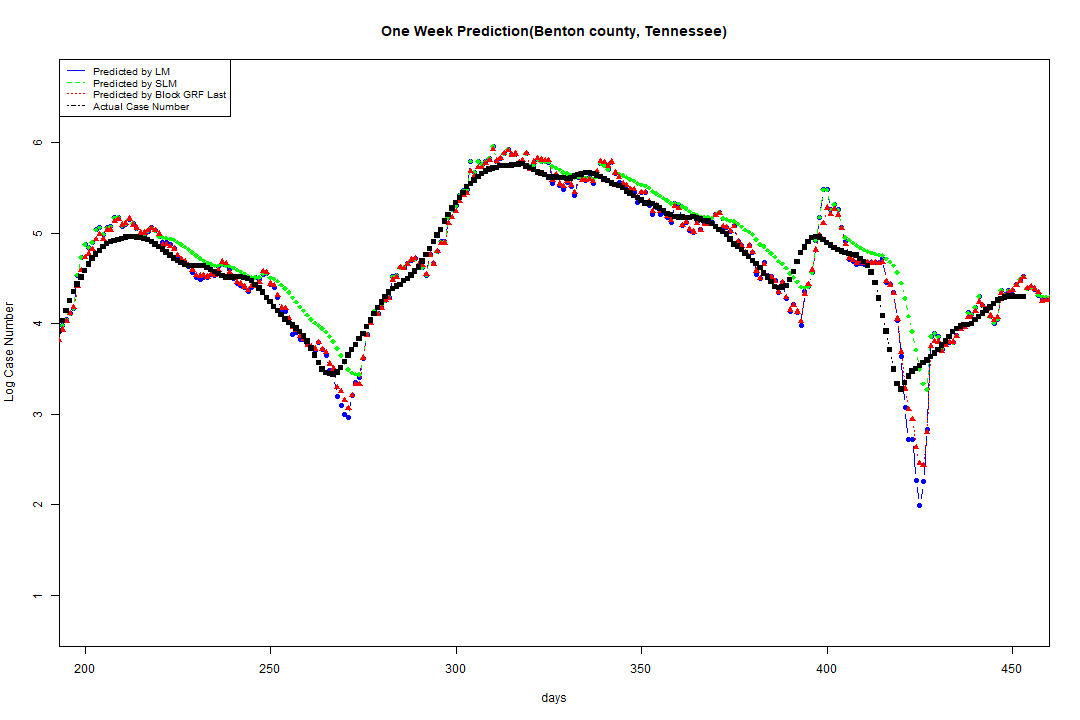 One Week Prediction(Benton county, Tennessee)
Predicted by LM
Predicted by SLM
Predicted by Block GRF Last
Actual Case Number
Log Case Number
6
5
4
3
2
1
200 250 300 350 400 450
days